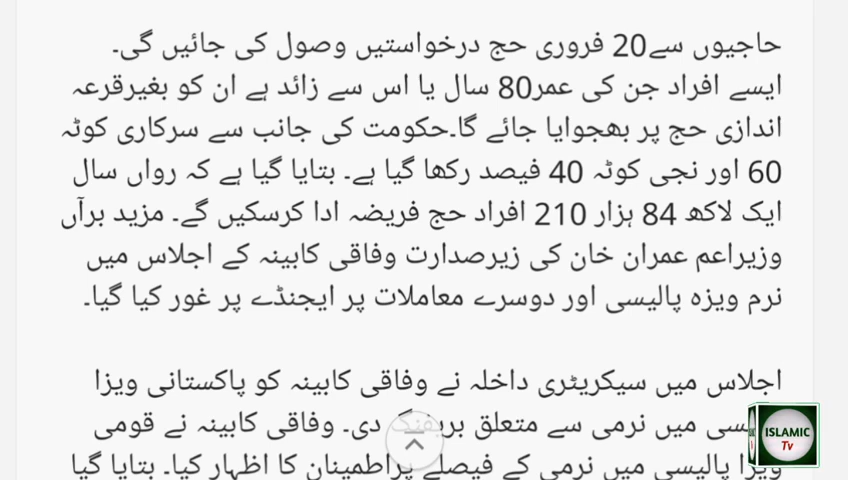 حاجیوں سے20 فروری حج درخواستیں وصول کی جائیں گی۔
ایسے افراد جن کی عمر80 سال یا اس سے زائد ہے ان کو بغیرقرعہ
اندازی حج پر بھجوایا جائے گا۔حکومت کی جانب سے سرکاری کوٹہ
60 اور نجی کوٹہ 40 فیصد رکھا گیا ہے۔ بتایا گیا ہے کہ رواں سال
ایک لاکھ 84 ہزار 210 افراد حج فریضہ ادا کرسکیں گے۔ مزید برآں
وزیراعم عمران خان کی زیرصدارت وفاقی کابینہ کے اجلاس میں
نرم ویزہ پالیسی اور دوسرے معاملات پر ایجنڈے پر غور کیا گیا۔
اجلاس میں سیکریٹری داخلہ نے وفاقی کابینہ کو پاکستانی ویزا
میں نرمی سے متعلق بریفنگ دی۔ وفاقی کابینہ نے قومی
ویزا پالیسی میں نرمی کے فیصلے پراطمینان کا اظہار کیا۔ بتایا گیا
ISLAMIC
Tv